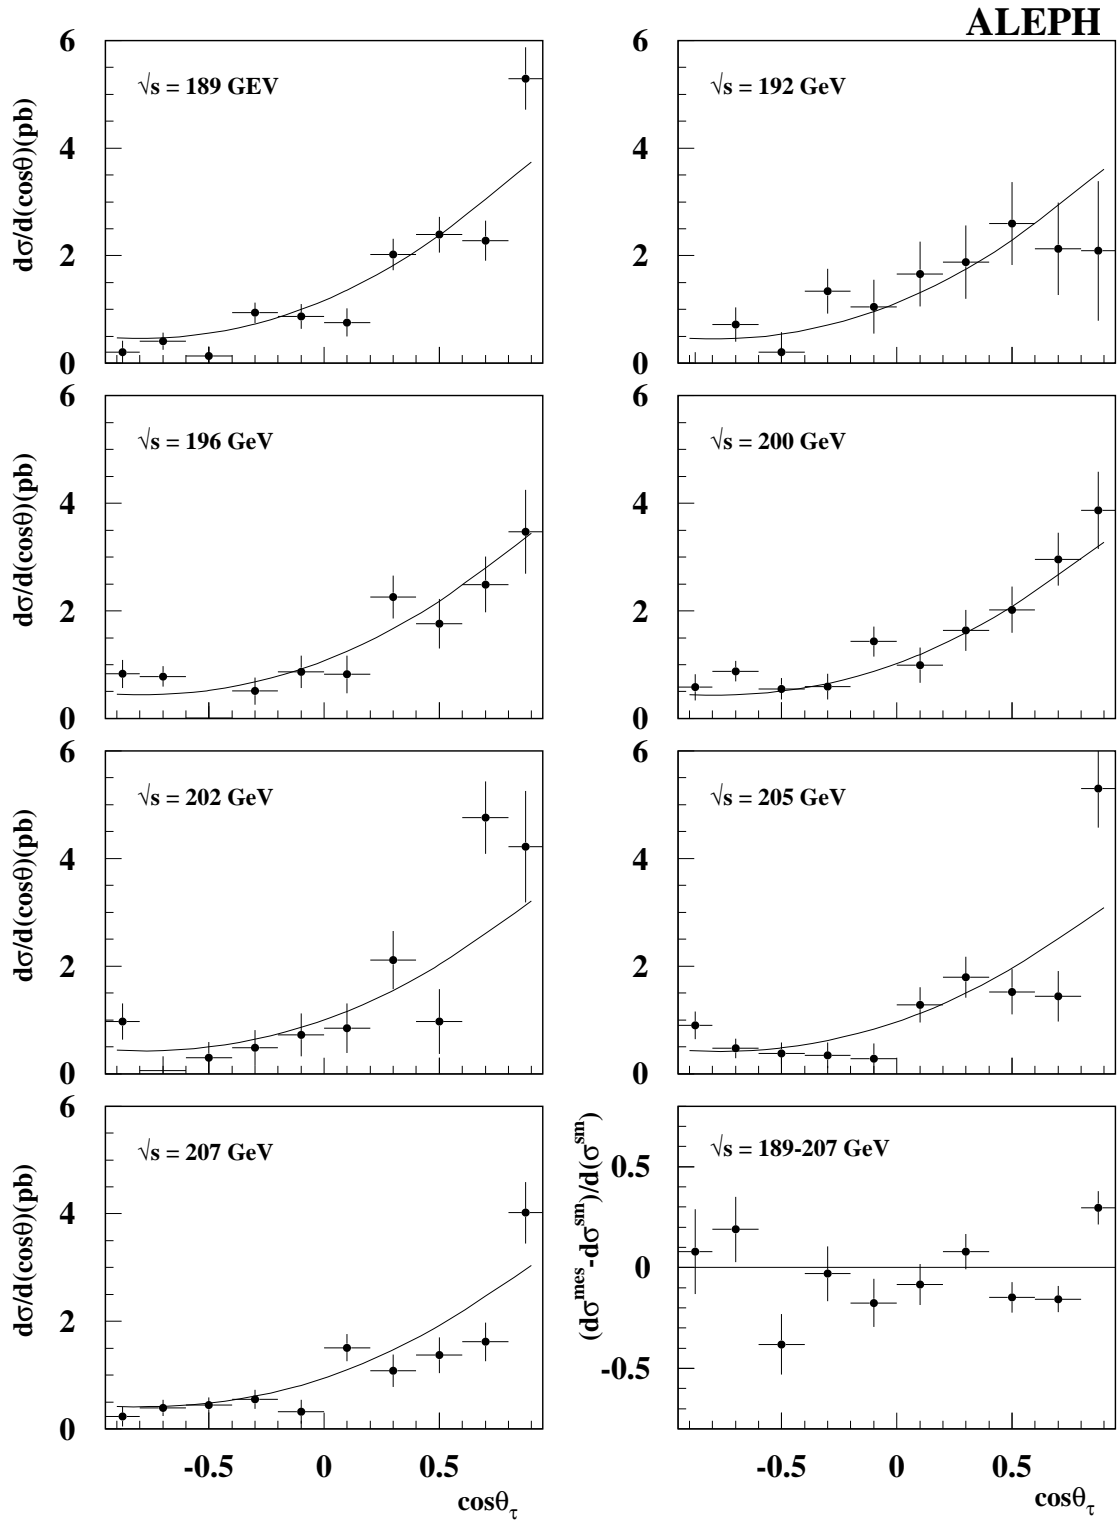 ALEPH
√s = 189 GEV
√s = 192 GeV
dσ/d(cosθ)(pb)
6
4
2
0
6
4
2
0
√s = 196 GeV
√s = 200 GeV
dσ/d(cosθ)(pb)
6
4
2
0
6
4
2
0
√s = 202 GeV
√s = 205 GeV
dσ/d(cosθ)(pb)
6
4
2
0
6
4
2
0
√s = 207 GeV
dσ/d(cosθ)(pb)
6
4
2
0
-0.5 0 0.5
cosθτ
√s = 189-207 GeV
(dσmes-dσsm)/d(σsm)
0.5
0
-0.5
-0.5 0 0.5
cosθτ